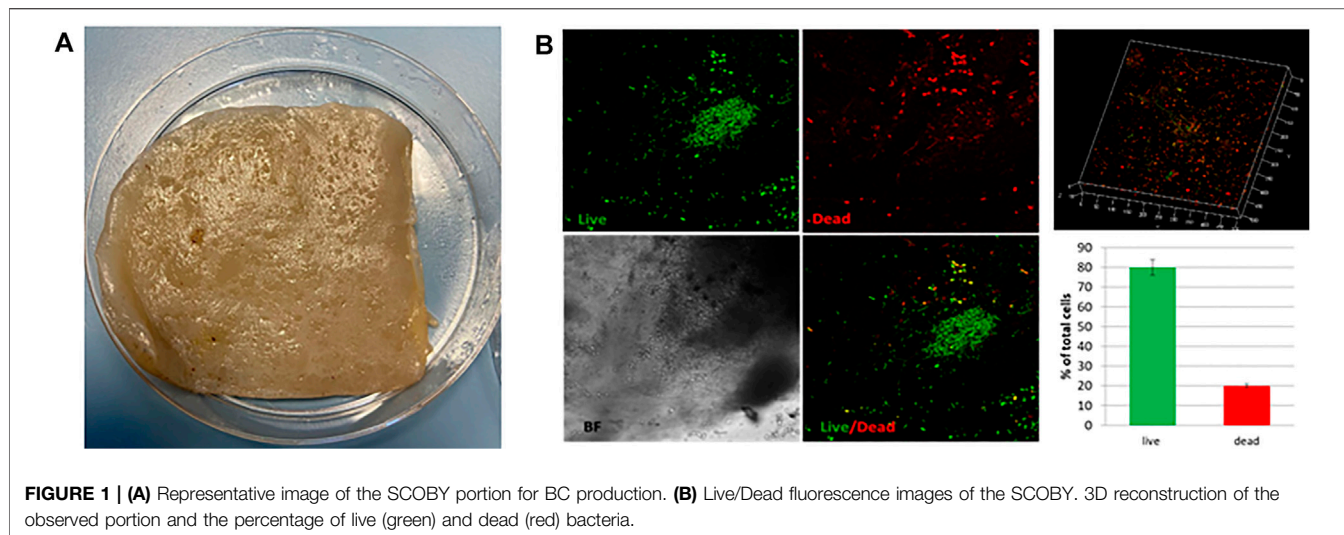 A
B
Live
Dead
BF
Live/Dead
90
80
70
60
50
40
30
20
10
0
% of total cells
live
dead
FIGURE 1 | (A) Representative image of the SCOBY portion for BC production. (B) Live/Dead fluorescence images of the SCOBY. 3D reconstruction of the
observed portion and the percentage of live (green) and dead (red) bacteria.